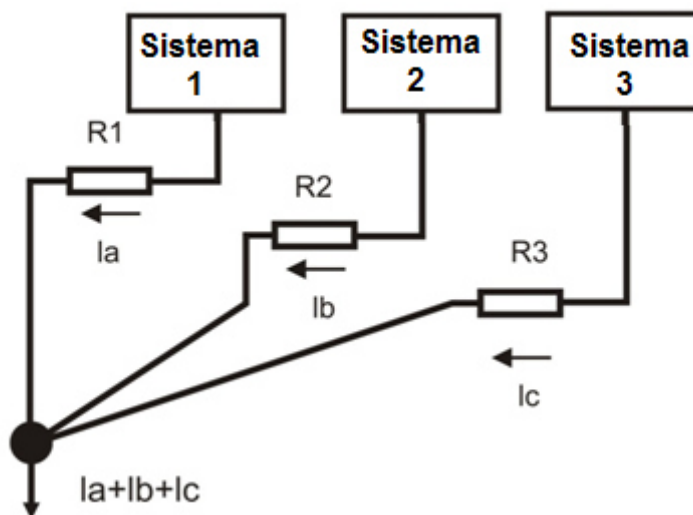 Sistema
1
Sistema
2
Sistema
3
R1
Ia
R2
Ib
R3
Ic
Ia+Ib+Ic